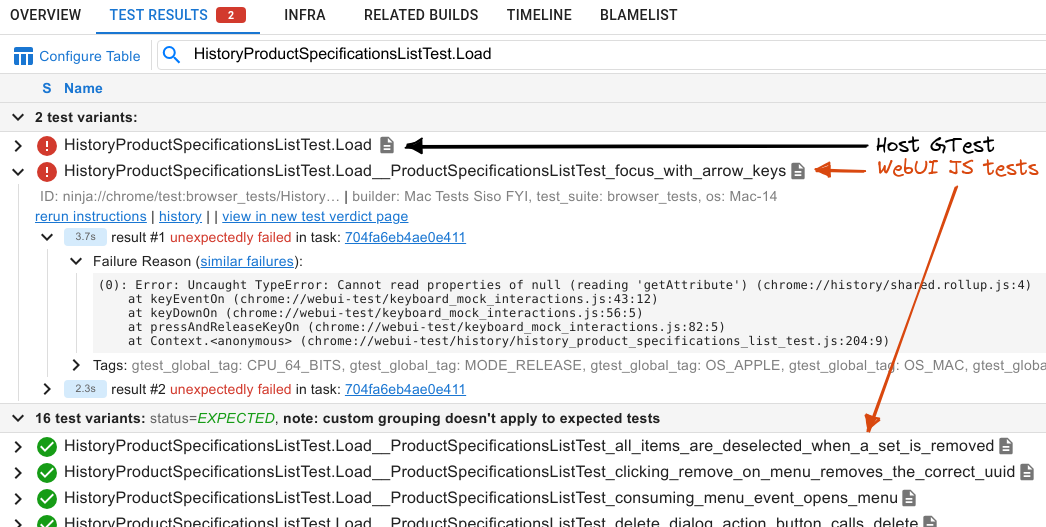 OVERVIEW TEST RESULTS 2 INFRA RELATED BUILDS TIMELINE BLAMELIST
Configure Table HistoryProductSpecificationsListTest.Load
S Name
2 test variants:
HistoryProductSpecificationsListTest.Load
Host GTest
HistoryProductSpecificationsListTest.Load__ProductSpecificationsListTest_focus_with_arrow_keys
WebUI JS tests
ID: ninja://chrome/test:browser_tests/History… | builder: Mac Tests Siso FYI, test_suite: browser_tests, os: Mac-14
rerun instructions | history | | view in new test verdict page
3.7s result #1 unexpectedly failed in task: 704fa6eb4ae0e411
Failure Reason (similar failures):
(0): Error: Uncaught TypeError: Cannot read properties of null (reading 'getAttribute') (chrome://history/shared.rollup.js:4)
at keyEventOn (chrome://webui-test/keyboard_mock_interactions.js:43:12)
at keyDownOn (chrome://webui-test/keyboard_mock_interactions.js:56:5)
at pressAndReleaseKeyOn (chrome://webui-test/keyboard_mock_interactions.js:82:5)
at Context.<anonymous> (chrome://webui-test/history/history_product_specifications_list_test.js:204:9)
Tags: gtest_global_tag: CPU_64_BITS, gtest_global_tag: MODE_RELEASE, gtest_global_tag: OS_APPLE, gtest_global_tag: OS_MAC, gtest_globa
2.3s result #2 unexpectedly failed in task: 704fa6eb4ae0e411
16 test variants: status=EXPECTED, note: custom grouping doesn't apply to expected tests
HistoryProductSpecificationsListTest.Load__ProductSpecificationsListTest_all_items_are_deselected_when_a_set_is_removed
HistoryProductSpecificationsListTest.Load__ProductSpecificationsListTest_clicking_remove_on_menu_removes_the_correct_uuid
HistoryProductSpecificationsListTest.Load__ProductSpecificationsListTest_consuming_menu_event_opens_menu
HistoryProductSpecificationsListTest.Load__ProductSpecificationsListTest_delete_dialog_action_button_calls_delete